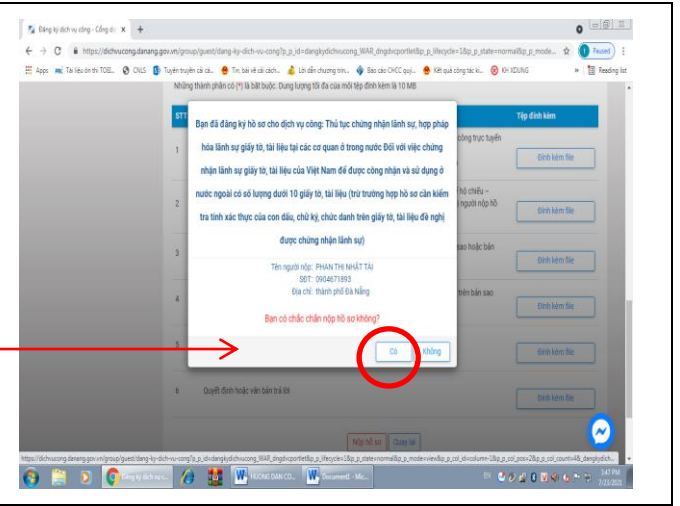 Đăng ký dịch vụ công - Cổng dị
https://dichvucong.danang.gov.vn/group/guest/dang-ky-dich-vu-cong?p_p_id=dangkydichvucong_WAR_dngdvcportlet&p_p_lifecycle=1&p_p_state=normal&p_p_mode...
Paused
Apps
Tài liệu ôn thi TOEI...
CNLS
Tuyên truyền cải cá...
Tin, bài về cải cách...
Lời dẫn chương trìn...
Báo cáo CHCC quý...
Kết quả công tác ki...
KH XDUNG
»
Reading list
Những thành phần có (*) là bắt buộc. Dung lượng tối đa của mỗi tệp đính kèm là 10 MB
STT
Tệp đính kèm
Bạn đã đăng ký hồ sơ cho dịch vụ công: Thủ tục chứng nhận lãnh sự, hợp pháp
hóa lãnh sự giấy tờ, tài liệu tại các cơ quan ở trong nước Đối với việc chứng
nhận lãnh sự giấy tờ, tài liệu của Việt Nam để được công nhận và sử dụng ở
nước ngoài có số lượng dưới 10 giấy tờ, tài liệu (trừ trường hợp hồ sơ cần kiểm
tra tính xác thực của con dấu, chữ ký, chức danh trên giấy tờ, tài liệu đề nghị
được chứng nhận lãnh sự)
Tên người nộp: PHAN THỊ NHẬT TÀI
SĐT: 0904671893
Địa chỉ: thành phố Đà Nẵng
Bạn có chắc chắn nộp hồ sơ không?
Có
Không
1
công trực tuyến
Đính kèm file
2
hộ chiếu –
người nộp hồ
Đính kèm file
3
sao hoặc bản
Đính kèm file
4
trên bản sao
Đính kèm file
5
Đính kèm file
6
Quyết định hoặc văn bản trả lời
Đính kèm file
Nộp hồ sơ
Quay lại
Đăng ký dịch vụ c...
HUONG DAN CO...
Document1 - Mic...
EN
3:47 PM
7/23/2021